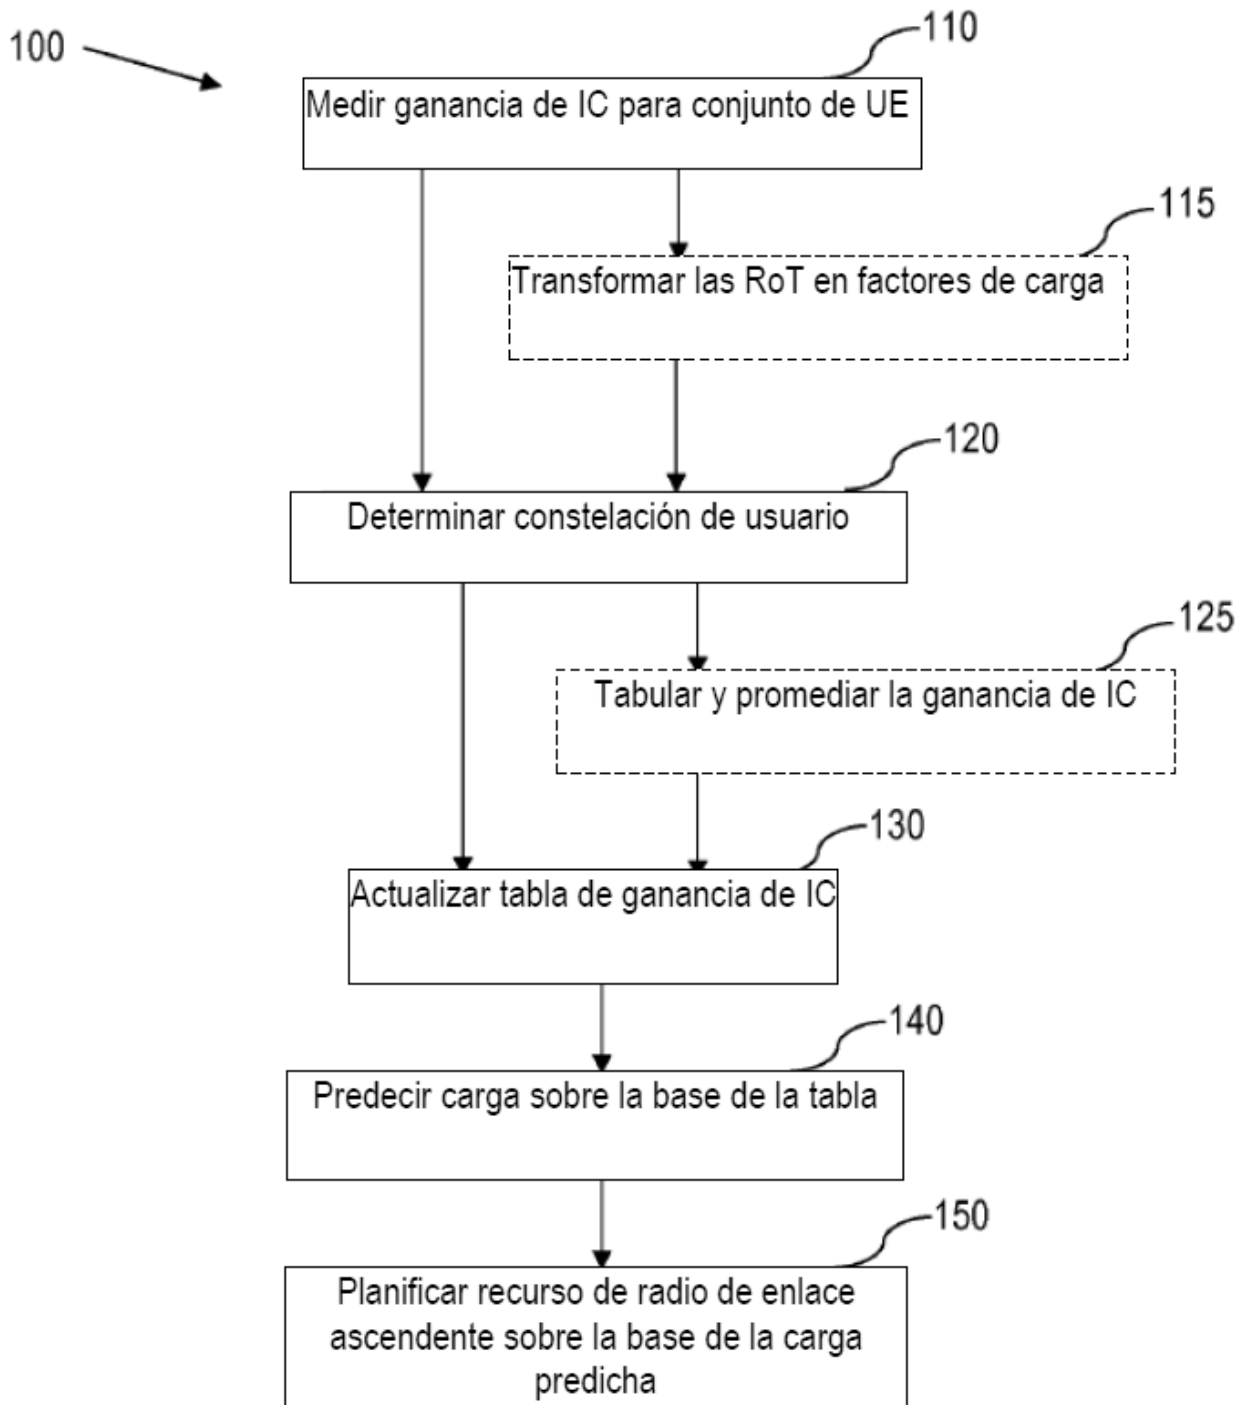 100
110
Medir ganancia de IC para conjunto de UE
115
Transformar las RoT en factores de carga
120
Determinar constelación de usuario
125
Tabular y promediar la ganancia de IC
130
Actualizar tabla de ganancia de IC
140
Predecir carga sobre la base de la tabla
150
Planificar recurso de radio de enlace
ascendente sobre la base de la carga
predicha